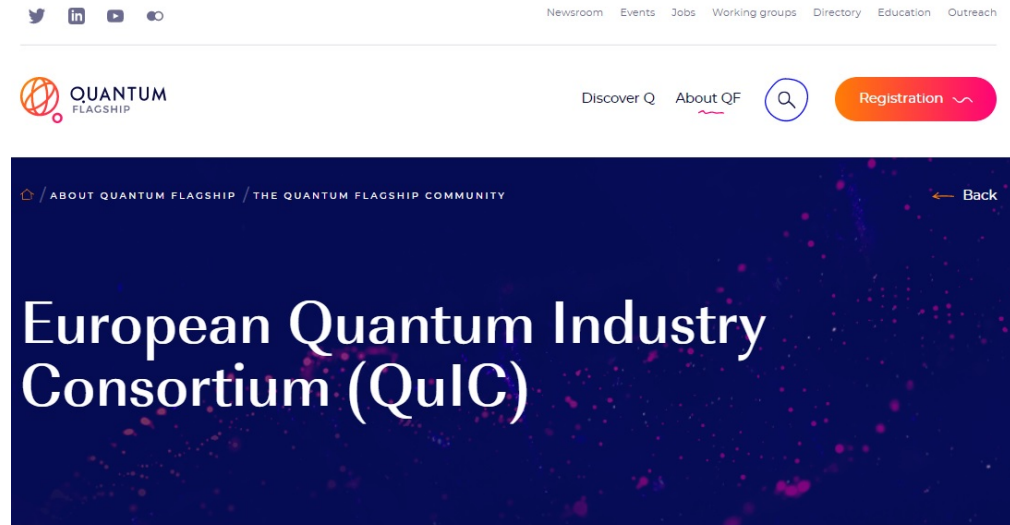 Newsroom Events Jobs Working groups Directory Education Outreach
QUANTUM
FLAGSHIP
Discover Q About QF Registration
/ ABOUT QUANTUM FLAGSHIP / THE QUANTUM FLAGSHIP COMMUNITY
Back
European Quantum Industry
Consortium (QuIC)